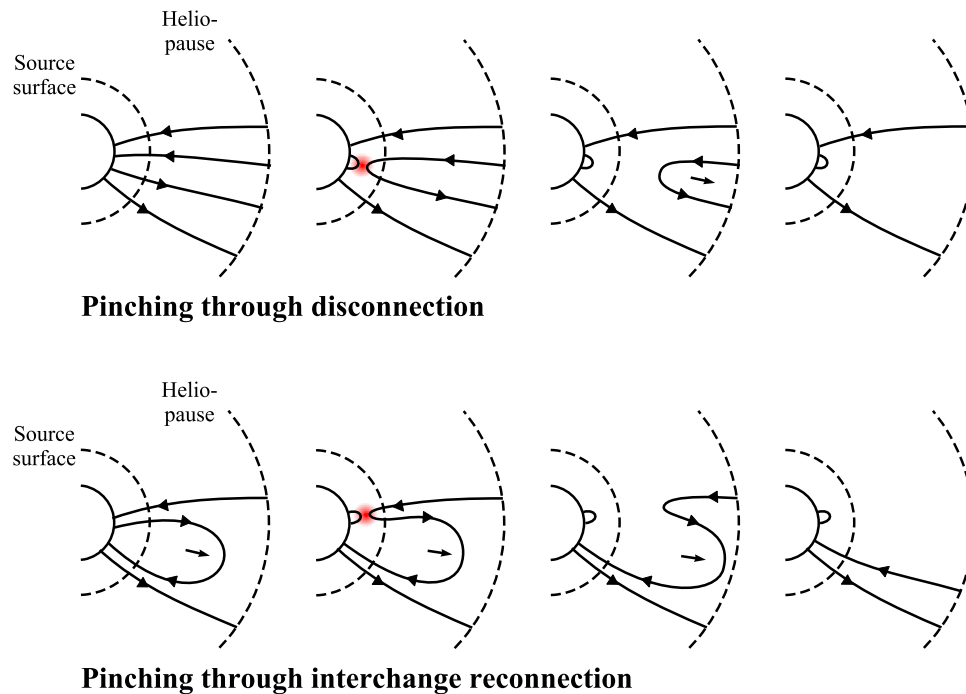 Helio-
pause
Source
surface
Pinching through disconnection
Helio-
pause
Source
surface
Pinching through interchange reconnection